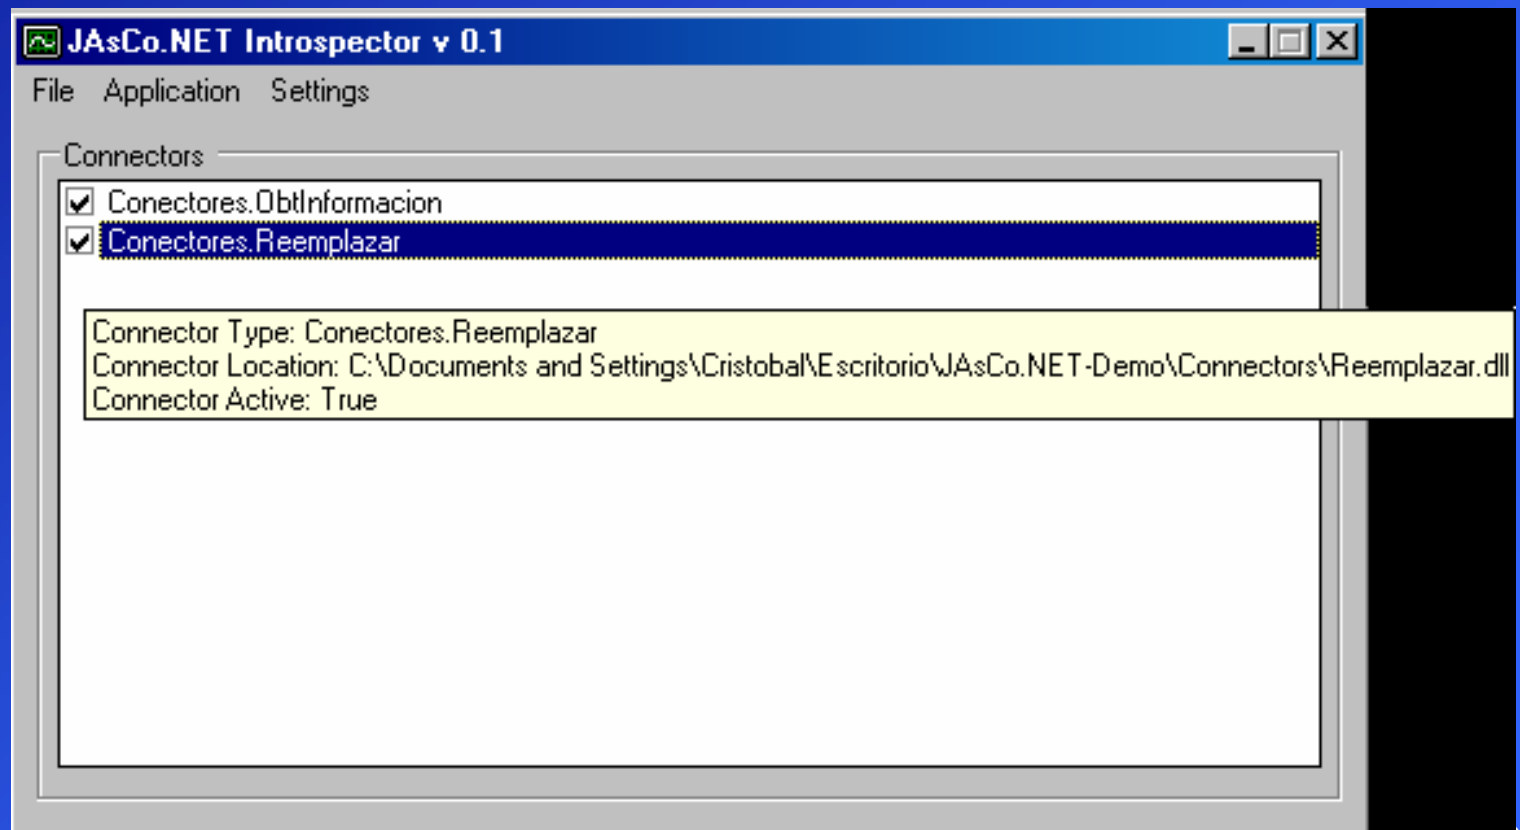 JAsCo.NET Introspector v 0.1
File Application Settings
Connectors
Conectores.ObtInformacion
Conectores.Reemplazar
Connector Type: Conectores.Reemplazar
Connector Location: C:\Documents and Settings\Cristobal\Escritorio\JAsCo.NET-Demo\Connectors\Reemplazar.dll
Connector Active: True